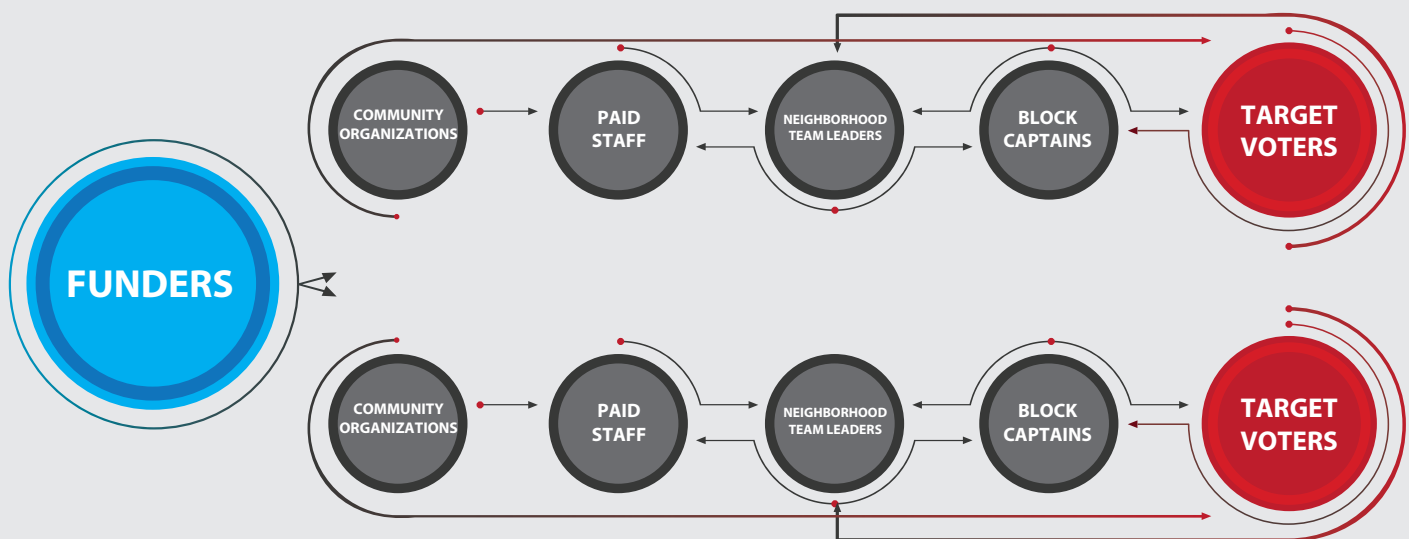 FUNDERS
COMMUNITY
ORGANIZATIONS
PAID
STAFF
NEIGHBORHOOD
TEAM LEADERS
BLOCK
CAPTAINS
TARGET
VOTERS
COMMUNITY
ORGANIZATIONS
PAID
STAFF
NEIGHBORHOOD
TEAM LEADERS
BLOCK
CAPTAINS
TARGET
VOTERS